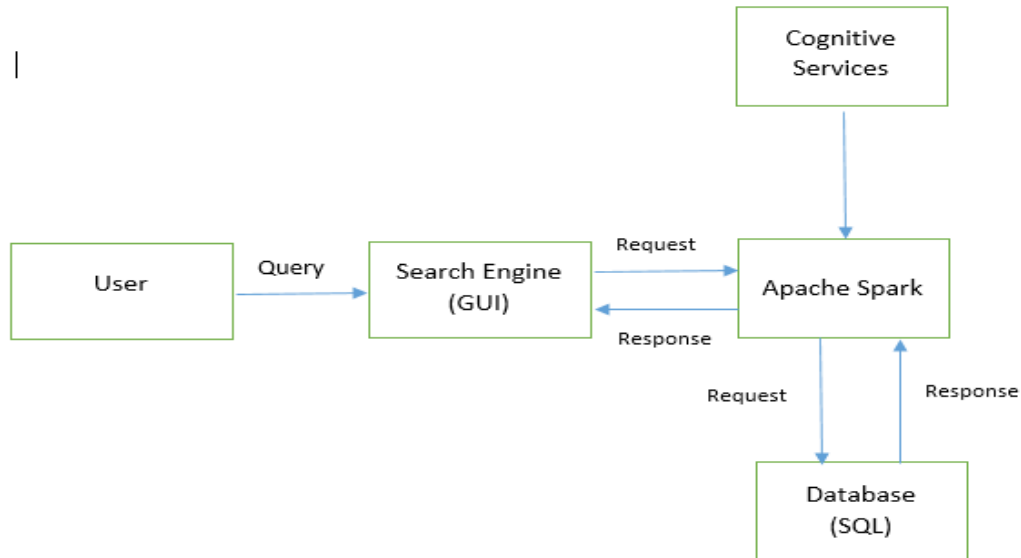 Cognitive
Services
User
Query
Search Engine
(GUI)
Request
Response
Apache Spark
Request
Response
Database
(SQL)